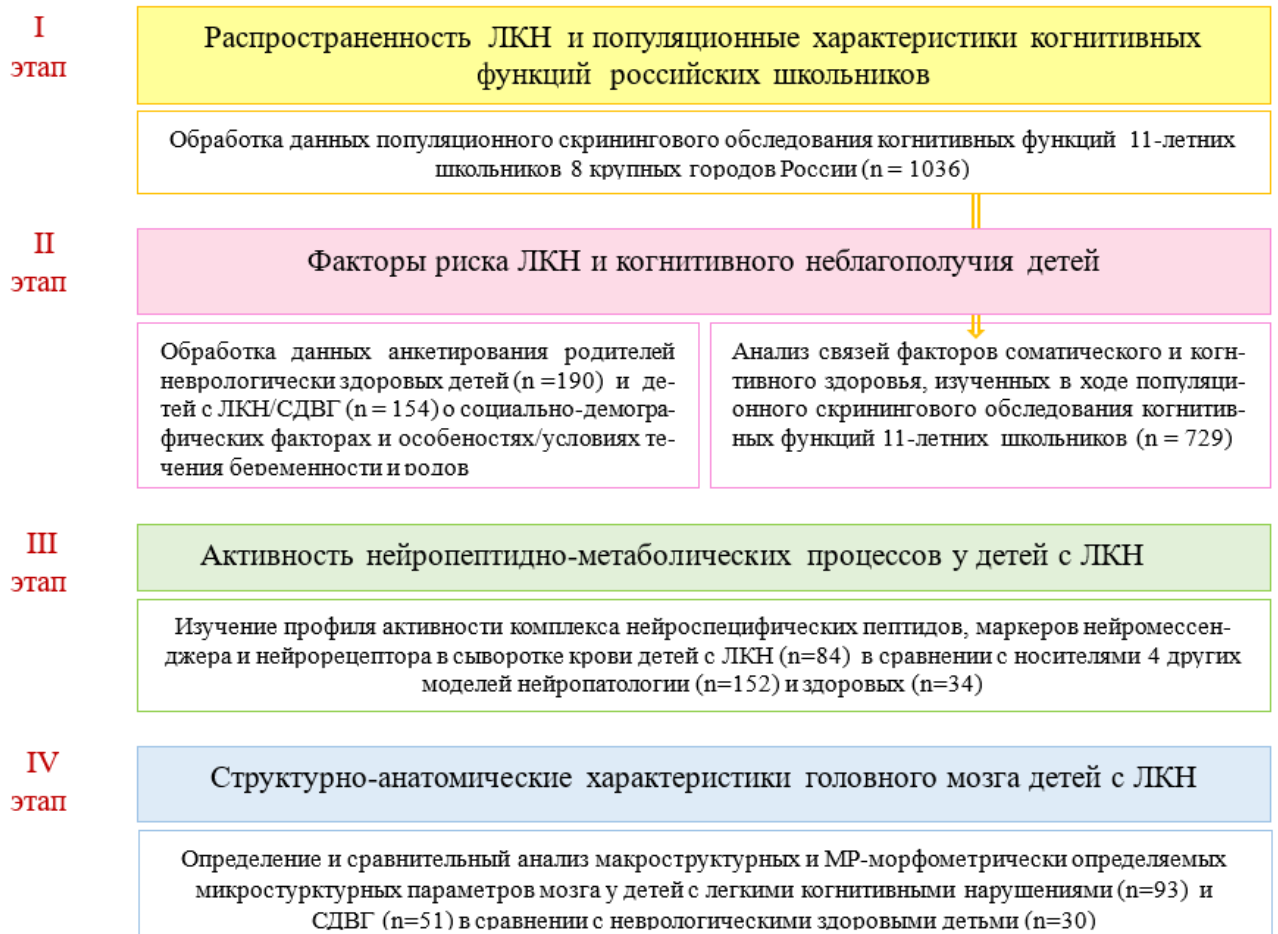 I
этап
Распространенность ЛКН и популяционные характеристики когнитивных
функций российских школьников
Обработка данных популяционного скринингового обследования когнитивных функций 11-летних
школьников 8 крупных городов России (n = 1036)
II
этап
Факторы риска ЛКН и когнитивного неблагополучия детей
Обработка данных анкетирования родителей
неврологически здоровых детей (n =190) и де-
тей с ЛКН/СДВГ (n = 154) о социально-демогра-
фических факторах и особеностях/условиях те-
чения беременности и родов
Анализ связей факторов соматического и когн-
тивного здоровья, изученных в ходе популяци-
онного скринингового обследования когнитив-
ных функций 11-летних школьников (n = 729)
III
этап
Активность нейропептидно-метаболических процессов у детей с ЛКН
Изучение профиля активности комплекса нейроспецифических пептидов, маркеров нейромессен-
джера и нейрорецептора в сыворотке крови детей с ЛКН (n=84) в сравнении с носителями 4 других
моделей нейропатологии (n=152) и здоровых (n=34)
IV
этап
Структурно-анатомические характеристики головного мозга детей с ЛКН
Определение и сравнительный анализ макроструктурных и МР-морфометрически определяемых
микростурктурных параметров мозга у детей с легкими когнитивными нарушениями (n=93) и
СДВГ (n=51) в сравнении с неврологическими здоровыми детьми (n=30)